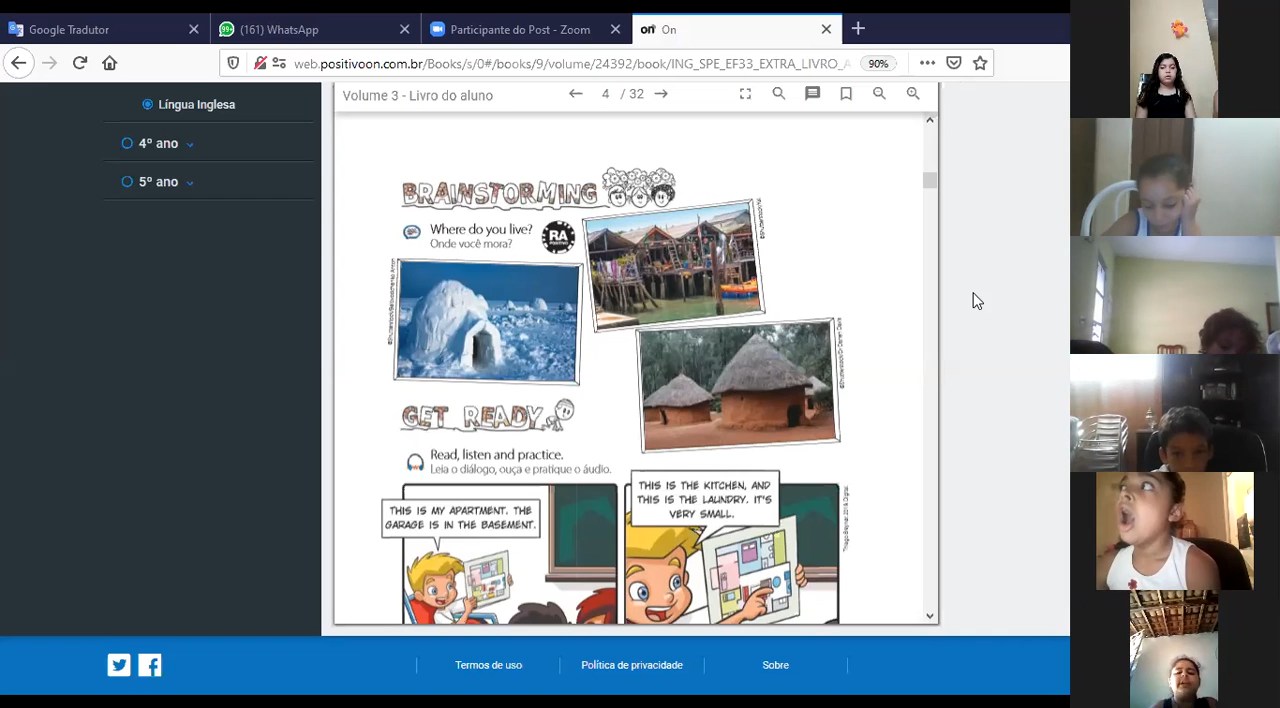 Google Tradutor
99+
(161) WhatsApp
Participante do Post - Zoom
on
On
web.positivoon.com.br/Books/v/0#/books/9/volume/24392/book/ING_SPE_EF33_EXTRA_LIVRO_A
90%
Língua Inglesa
4º ano
5º ano
Volume 3 - Livro do aluno
4 / 32
BRAINSTORMING
Where do you live?
Onde você mora?
RA
POSITIVO
GET READY
Read, listen and practice.
Leia o diálogo, ouça e pratique o áudio.
THIS IS MY APARTMENT. THE
GARAGE IS IN THE BASEMENT.
THIS IS THE KITCHEN, AND
THIS IS THE LAUNDRY. IT'S
VERY SMALL.
Termos de uso
Política de privacidade
Sobre